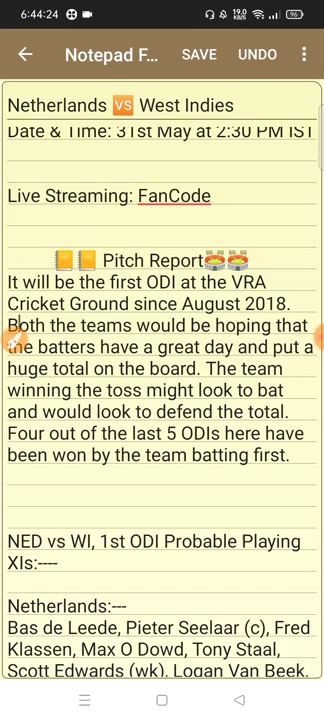 6:44:24
19.0
KB/S
96
Notepad F... SAVE UNDO
Netherlands 🆚 West Indies
Date & Time: 31st May at 2:30 PM IST
Live Streaming: FanCode
📒📒 Pitch Report🏟️🏟️
It will be the first ODI at the VRA
Cricket Ground since August 2018.
Both the teams would be hoping that
the batters have a great day and put a
huge total on the board. The team
winning the toss might look to bat
and would look to defend the total.
Four out of the last 5 ODIs here have
been won by the team batting first.
NED vs WI, 1st ODI Probable Playing
XIs:----
Netherlands:---
Bas de Leede, Pieter Seelaar (c), Fred
Klassen, Max O Dowd, Tony Staal,
Scott Edwards (wk), Logan Van Beek,